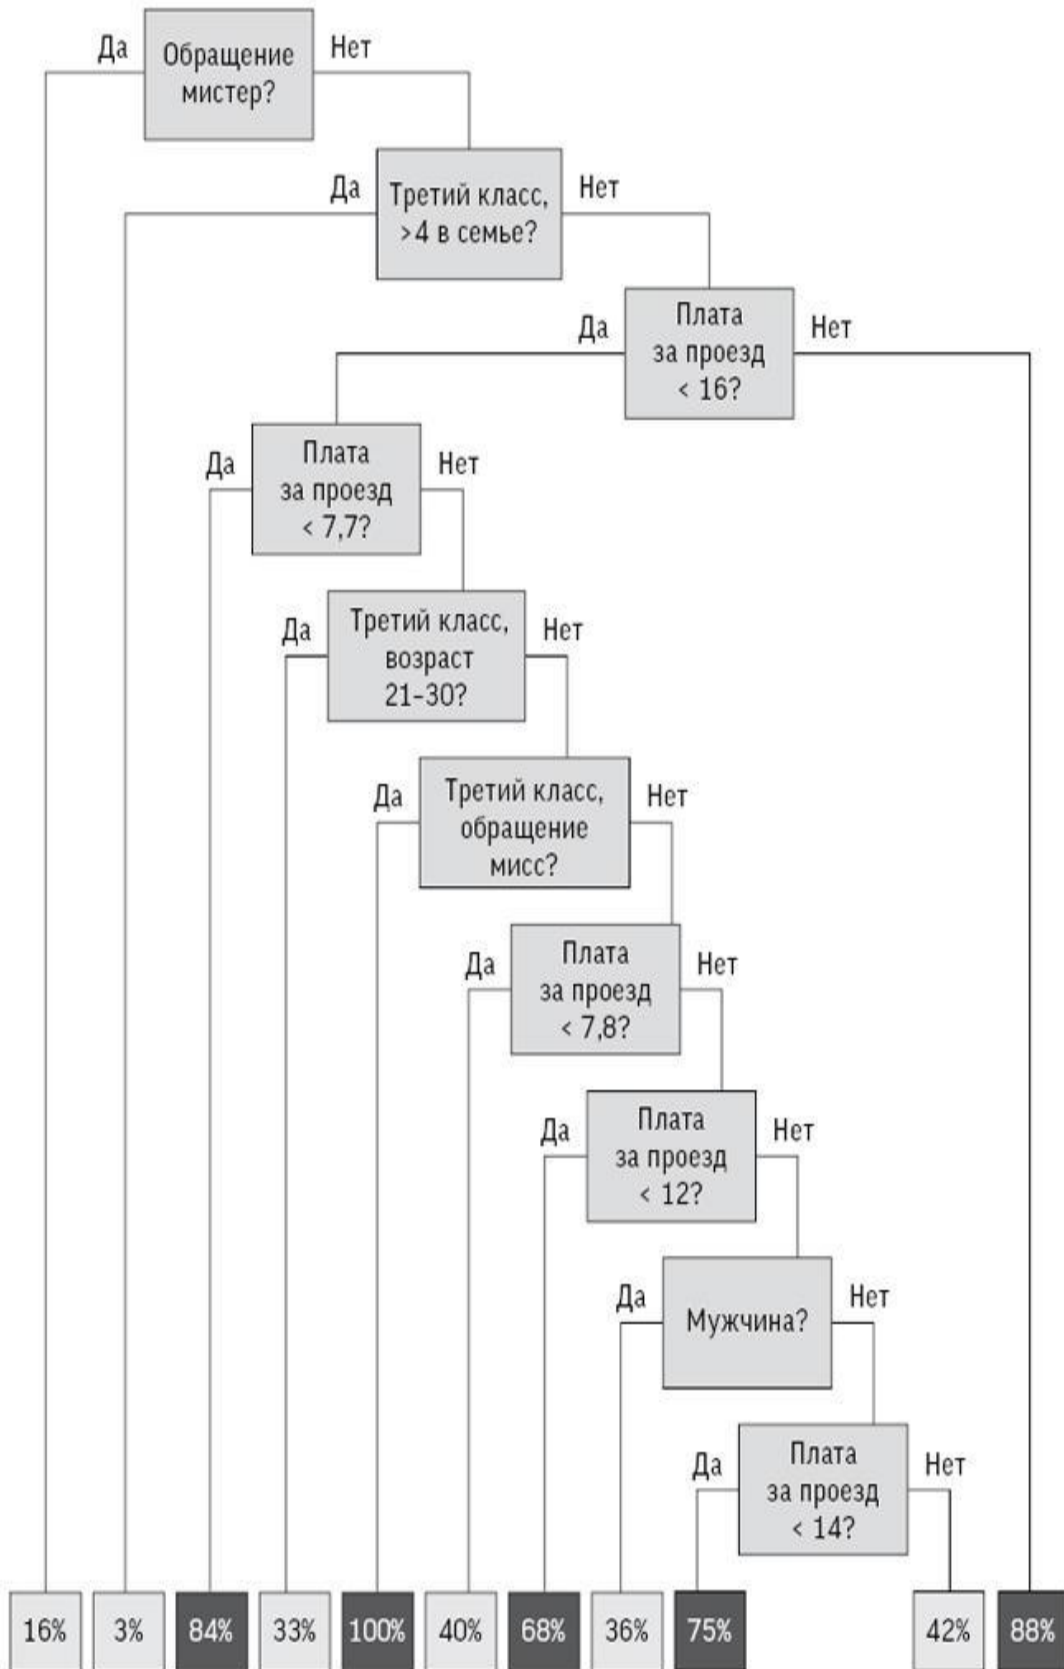 Да
Обращение
мистер?
Нет
Да
Третий класс,
>4 в семье?
Нет
Да
Плата
за проезд
< 16?
Нет
Да
Плата
за проезд
< 7,7?
Нет
Да
Третий класс,
возраст
21-30?
Нет
Да
Третий класс,
обращение
мисс?
Нет
Да
Плата
за проезд
< 7,8?
Нет
Да
Плата
за проезд
< 12?
Нет
Да
Мужчина?
Нет
Да
Плата
за проезд
< 14?
Нет
16% 3% 84% 33% 100% 40% 68% 36% 75% 42% 88%